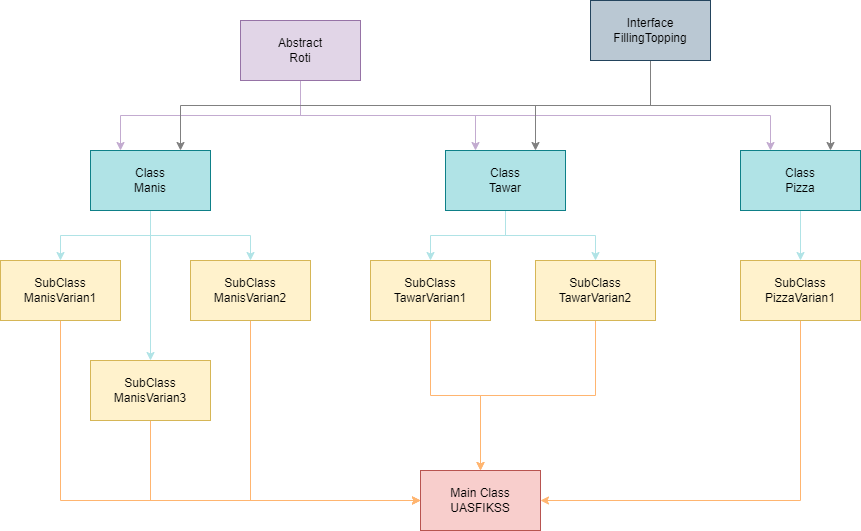 Abstract
Roti
Interface
FillingTopping
Class
Manis
Class
Tawar
Class
Pizza
SubClass
ManisVarian1
SubClass
ManisVarian2
SubClass
TawarVarian1
SubClass
TawarVarian2
SubClass
PizzaVarian1
SubClass
ManisVarian3
Main Class
UASFIKSS